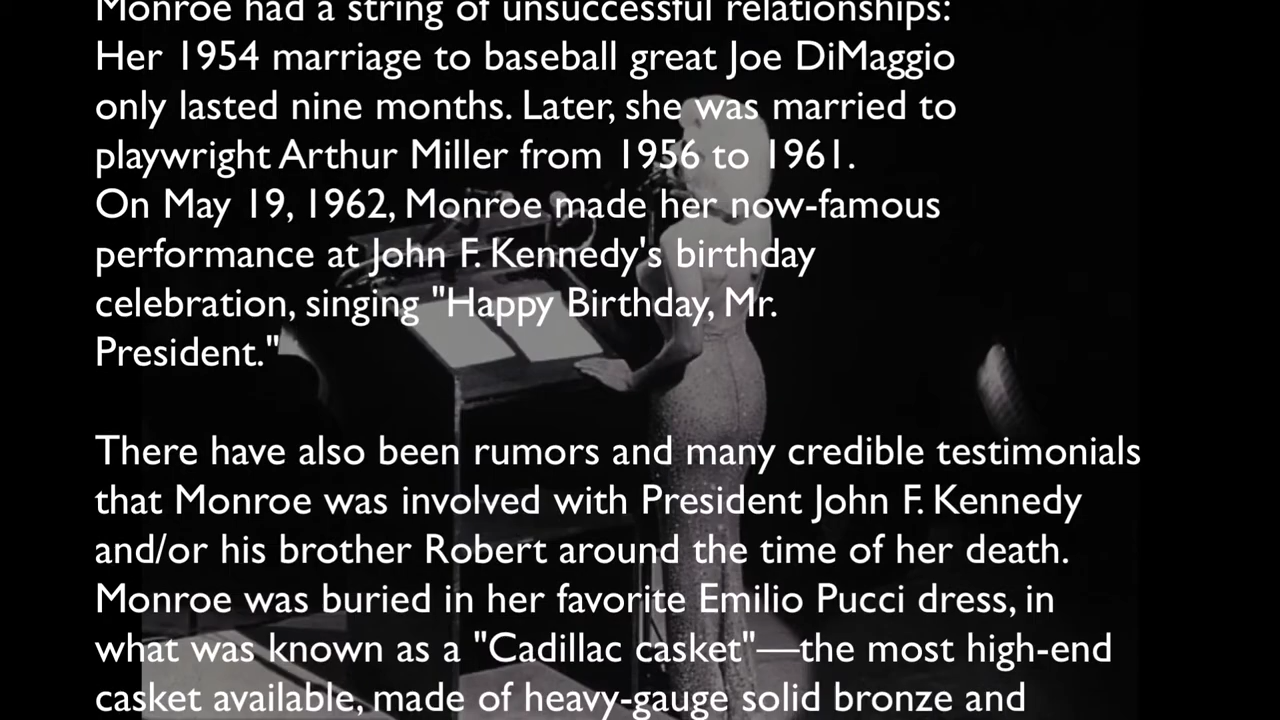 Monroe had a string of unsuccessful relationships:
Her 1954 marriage to baseball great Joe DiMaggio
only lasted nine months. Later, she was married to
playwright Arthur Miller from 1956 to 1961.
On May 19, 1962, Monroe made her now-famous
performance at John F. Kennedy's birthday
celebration, singing "Happy Birthday, Mr.
President."
There have also been rumors and many credible testimonials
that Monroe was involved with President John F. Kennedy
and/or his brother Robert around the time of her death.
Monroe was buried in her favorite Emilio Pucci dress, in
what was known as a "Cadillac casket"—the most high-end
casket available, made of heavy-gauge solid bronze and